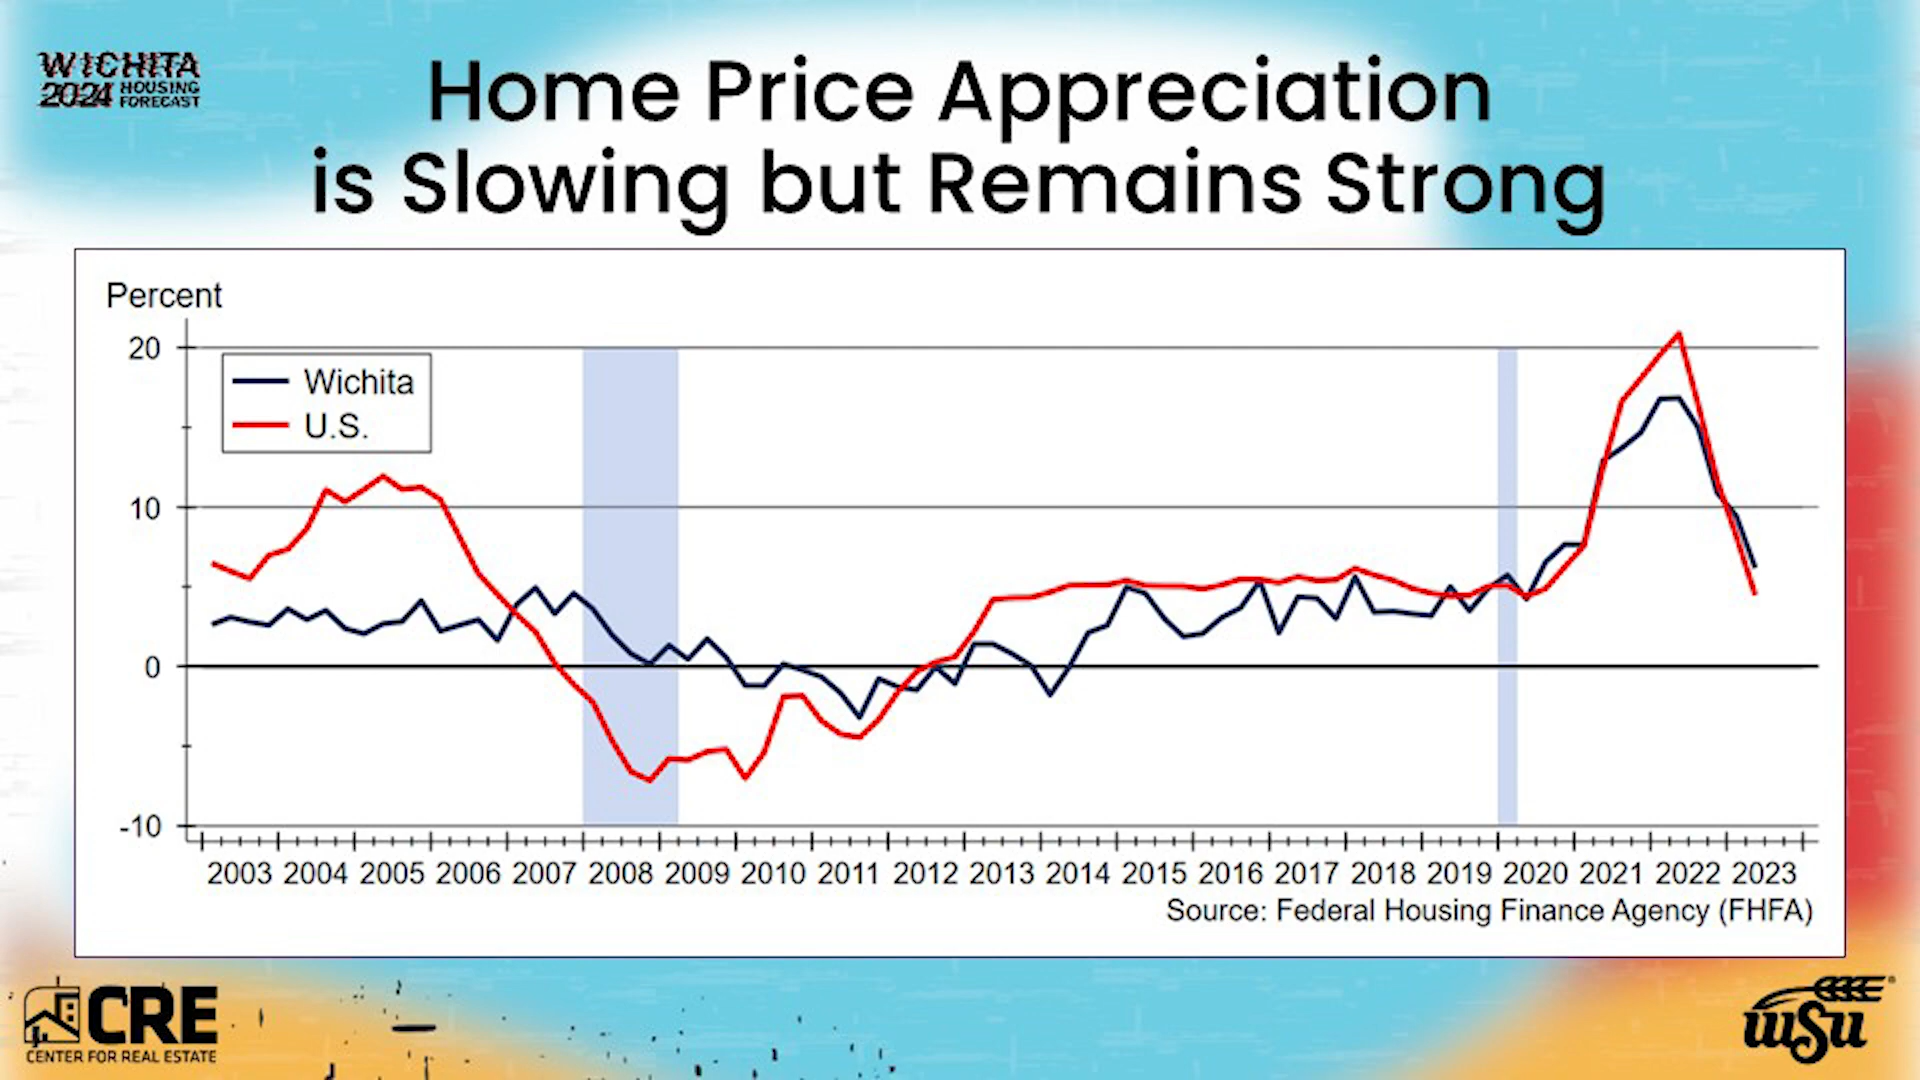 WICHITA
2024 HOUSING FORECAST
Home Price Appreciation
is Slowing but Remains Strong
Percent
20
Wichita
U.S.
10
0
-10
2003 2004 2005 2006 2007 2008 2009 2010 2011 2012 2013 2014 2015 2016 2017 2018 2019 2020 2021 2022 2023
Source: Federal Housing Finance Agency (FHFA)
CRE
CENTER FOR REAL ESTATE
WSU
®